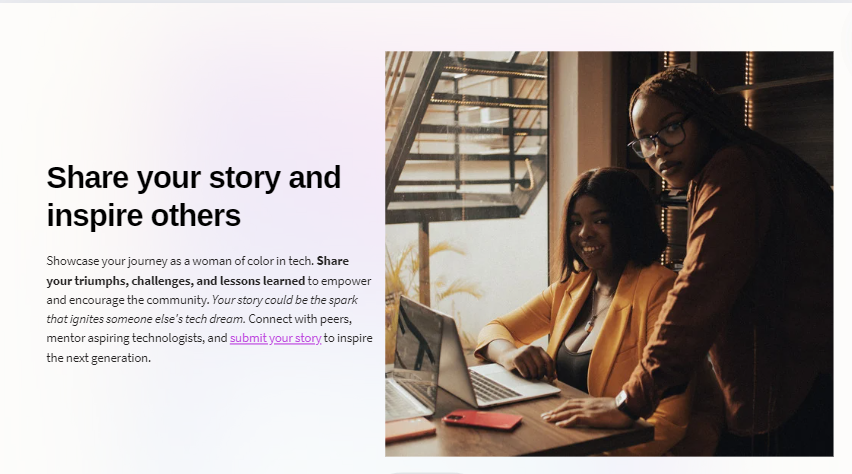 Share your story and
inspire others
Showcase your journey as a woman of color in tech. Share
your triumphs, challenges, and lessons learned to empower
and encourage the community. Your story could be the spark
that ignites someone else's tech dream. Connect with peers,
mentor aspiring technologists, and submit your story to inspire
the next generation.